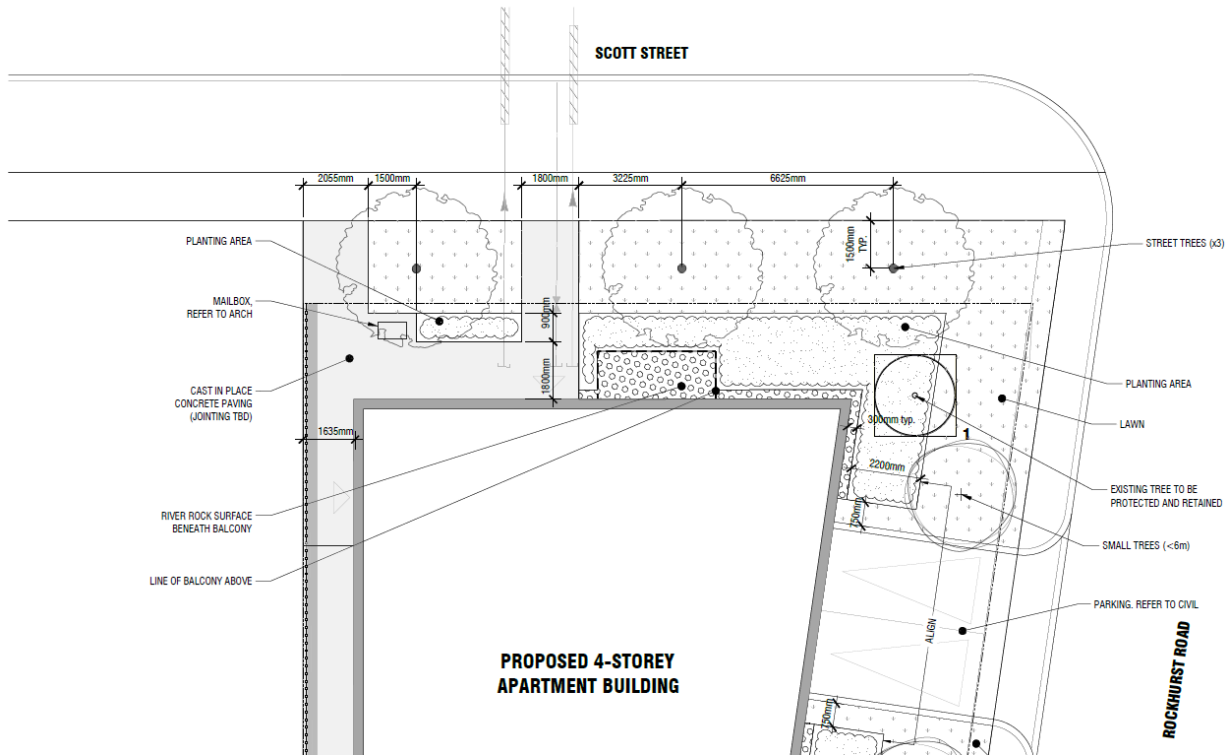 SCOTT STREET
2055mm
1500mm
1800mm
3225mm
6625mm
1500mm
TYP.
PLANTING AREA
STREET TREES (x3)
MAILBOX,
REFER TO ARCH
900mm
1800mm
CAST IN PLACE
CONCRETE PAVING
(JOINTING TBD)
PLANTING AREA
LAWN
300mm typ.
1
1635mm
2200mm
EXISTING TREE TO BE
PROTECTED AND RETAINED
RIVER ROCK SURFACE
BENEATH BALCONY
750mm
SMALL TREES (<6m)
LINE OF BALCONY ABOVE
PARKING. REFER TO CIVIL
ALIGN
PROPOSED 4-STOREY
APARTMENT BUILDING
ROCKHURST ROAD
750mm